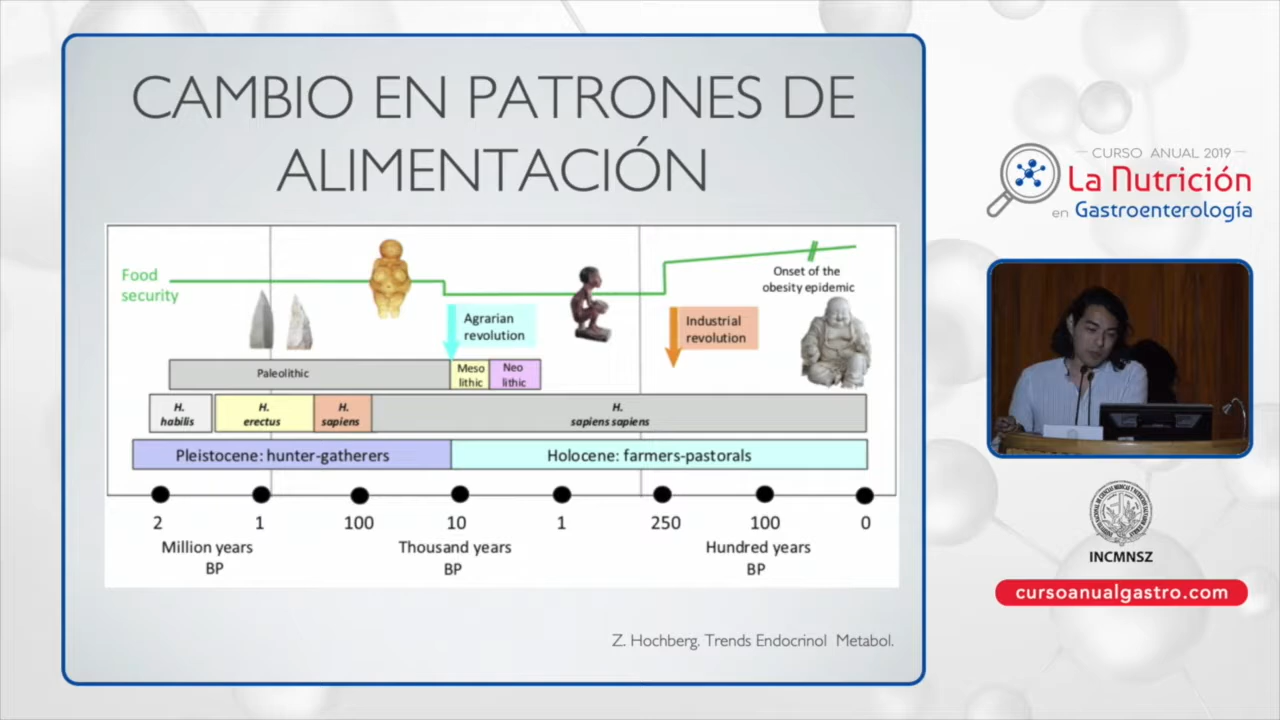 CAMBIO EN PATRONES DE
ALIMENTACIÓN
Food
security
Onset of the
obesity epidemic
Agrarian
revolution
Industrial
revolution
Paleolithic
Meso
lithic
Neo
lithic
H.
habilis
H.
erectus
H.
sapiens
H.
sapiens sapiens
Pleistocene: hunter-gatherers
Holocene: farmers-pastorals
2 1 100 10 1 250 100 0
Million years
BP
Thousand years
BP
Hundred years
BP
Z. Hochberg. Trends Endocrinol Metabol.
CURSO ANUAL 2019
La Nutrición
en Gastroenterología
INCMNSZ
cursoanualgastro.com